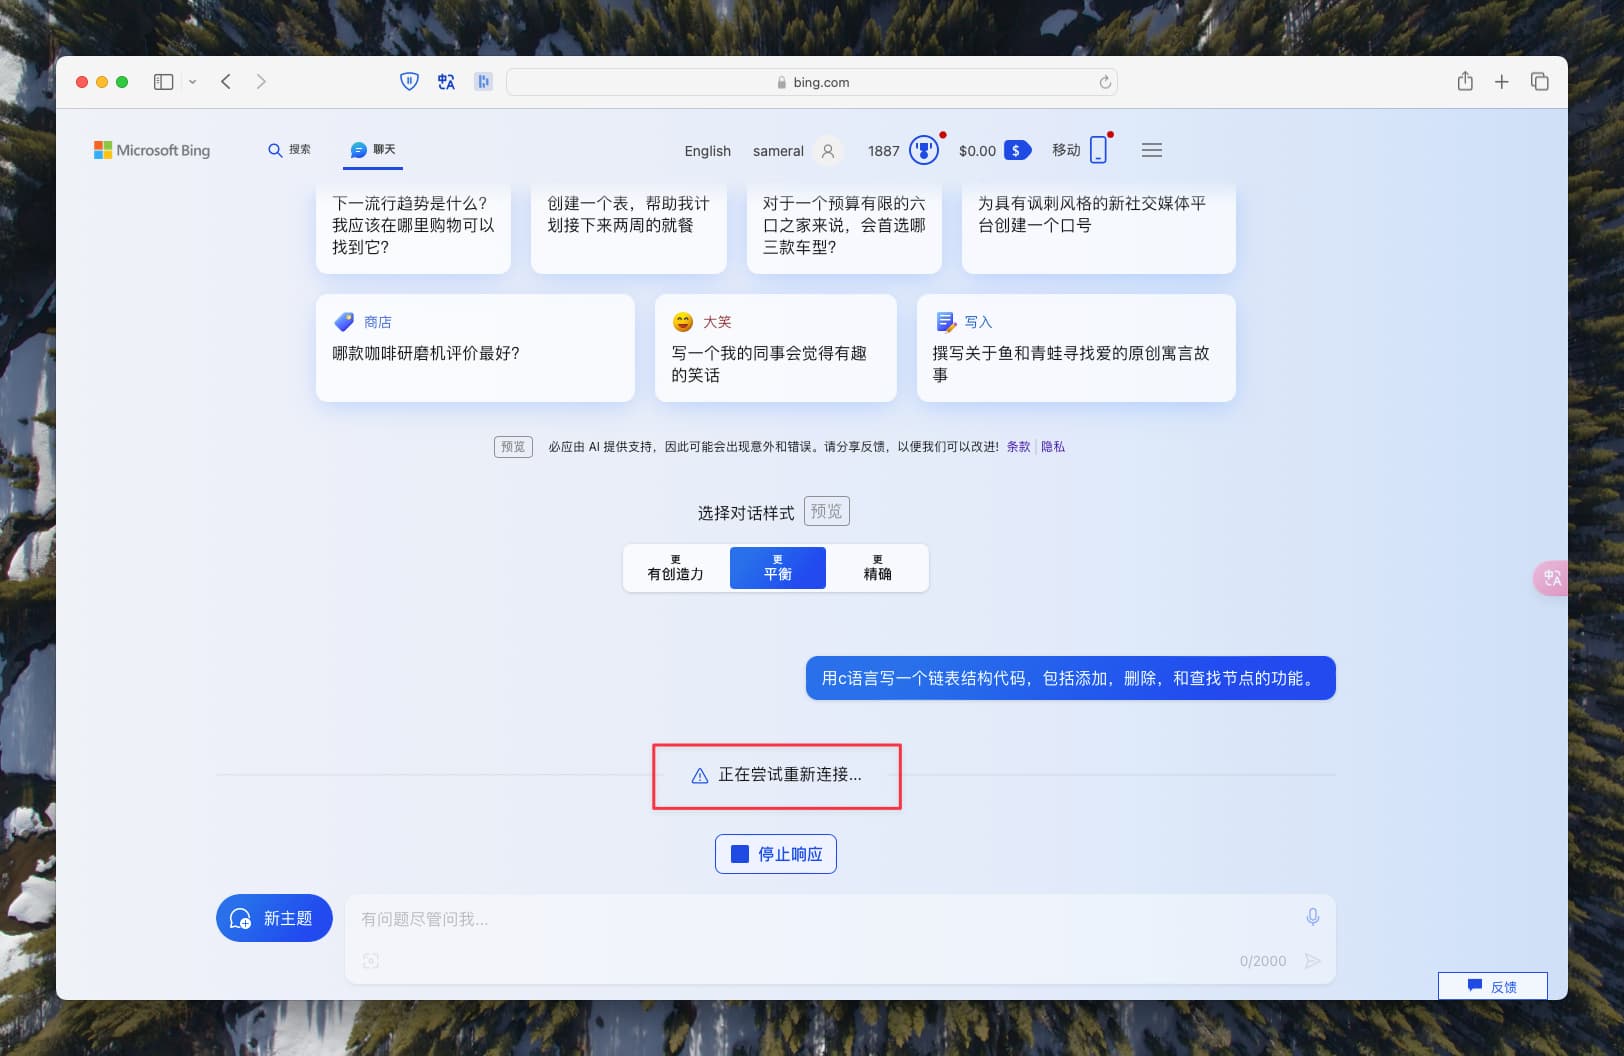 bing.com
Microsoft Bing
搜索
聊天
English
sameral
1887
$0.00
移动
下一流行趋势是什么?
我应该在哪里购物可以
找到它?
创建一个表，帮助我计
划接下来两周的就餐
对于一个预算有限的六
口之家来说，会首选哪
三款车型?
为具有讽刺风格的新社交媒体平
台创建一个口号
商店
哪款咖啡研磨机评价最好?
大笑
写一个我的同事会觉得有趣
的笑话
写入
撰写关于鱼和青蛙寻找爱的原创寓言故
事
预览 必应由 AI 提供支持，因此可能会出现意外和错误。请分享反馈，以便我们可以改进! 条款 隐私
选择对话样式 预览
更
有创造力
更
平衡
更
精确
用c语言写一个链表结构代码，包括添加，删除，和查找节点的功能。
正在尝试重新连接...
停止响应
新主题
有问题尽管问我...
0/2000
反馈